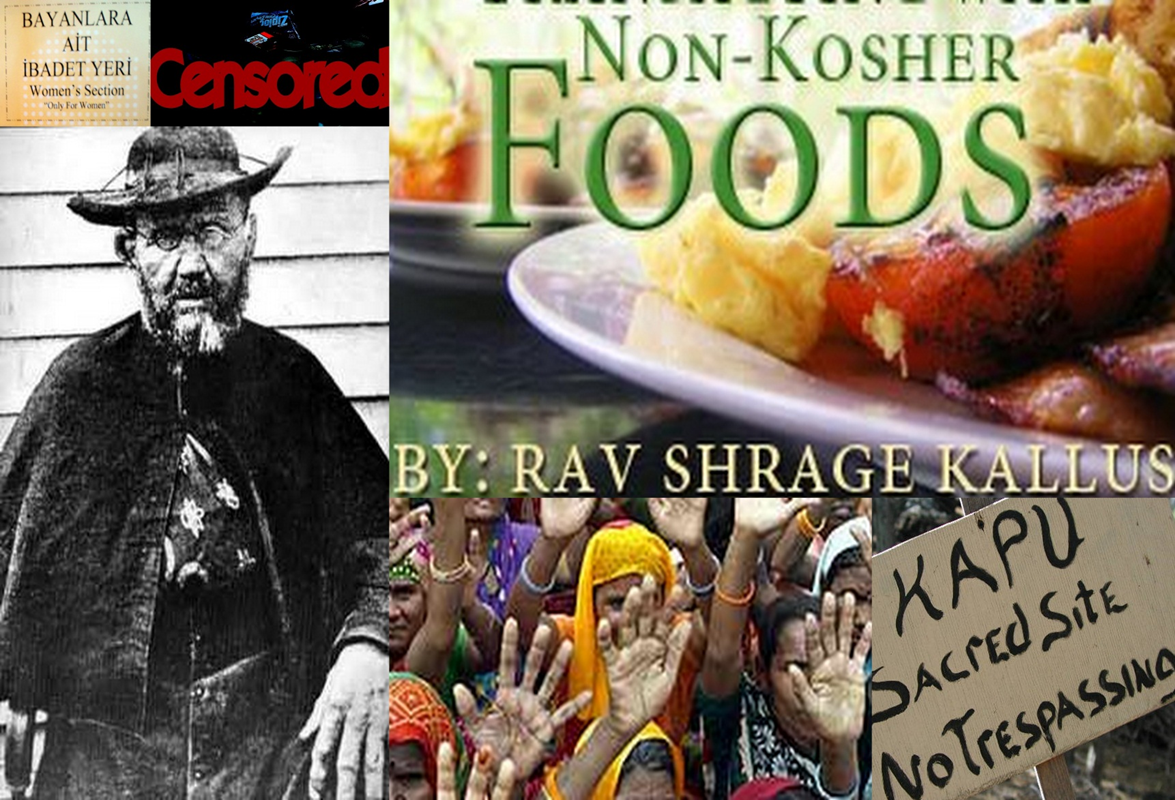 BAYANLARA
AİT
İBADET YERİ
Women's Section
"Only For Women"
Ziploc
Censored
NON-KOSHER
FOODS
BY: RAV SHRAGE KALLUS
KAPU
SACRED SITE
NO TRESPASSING